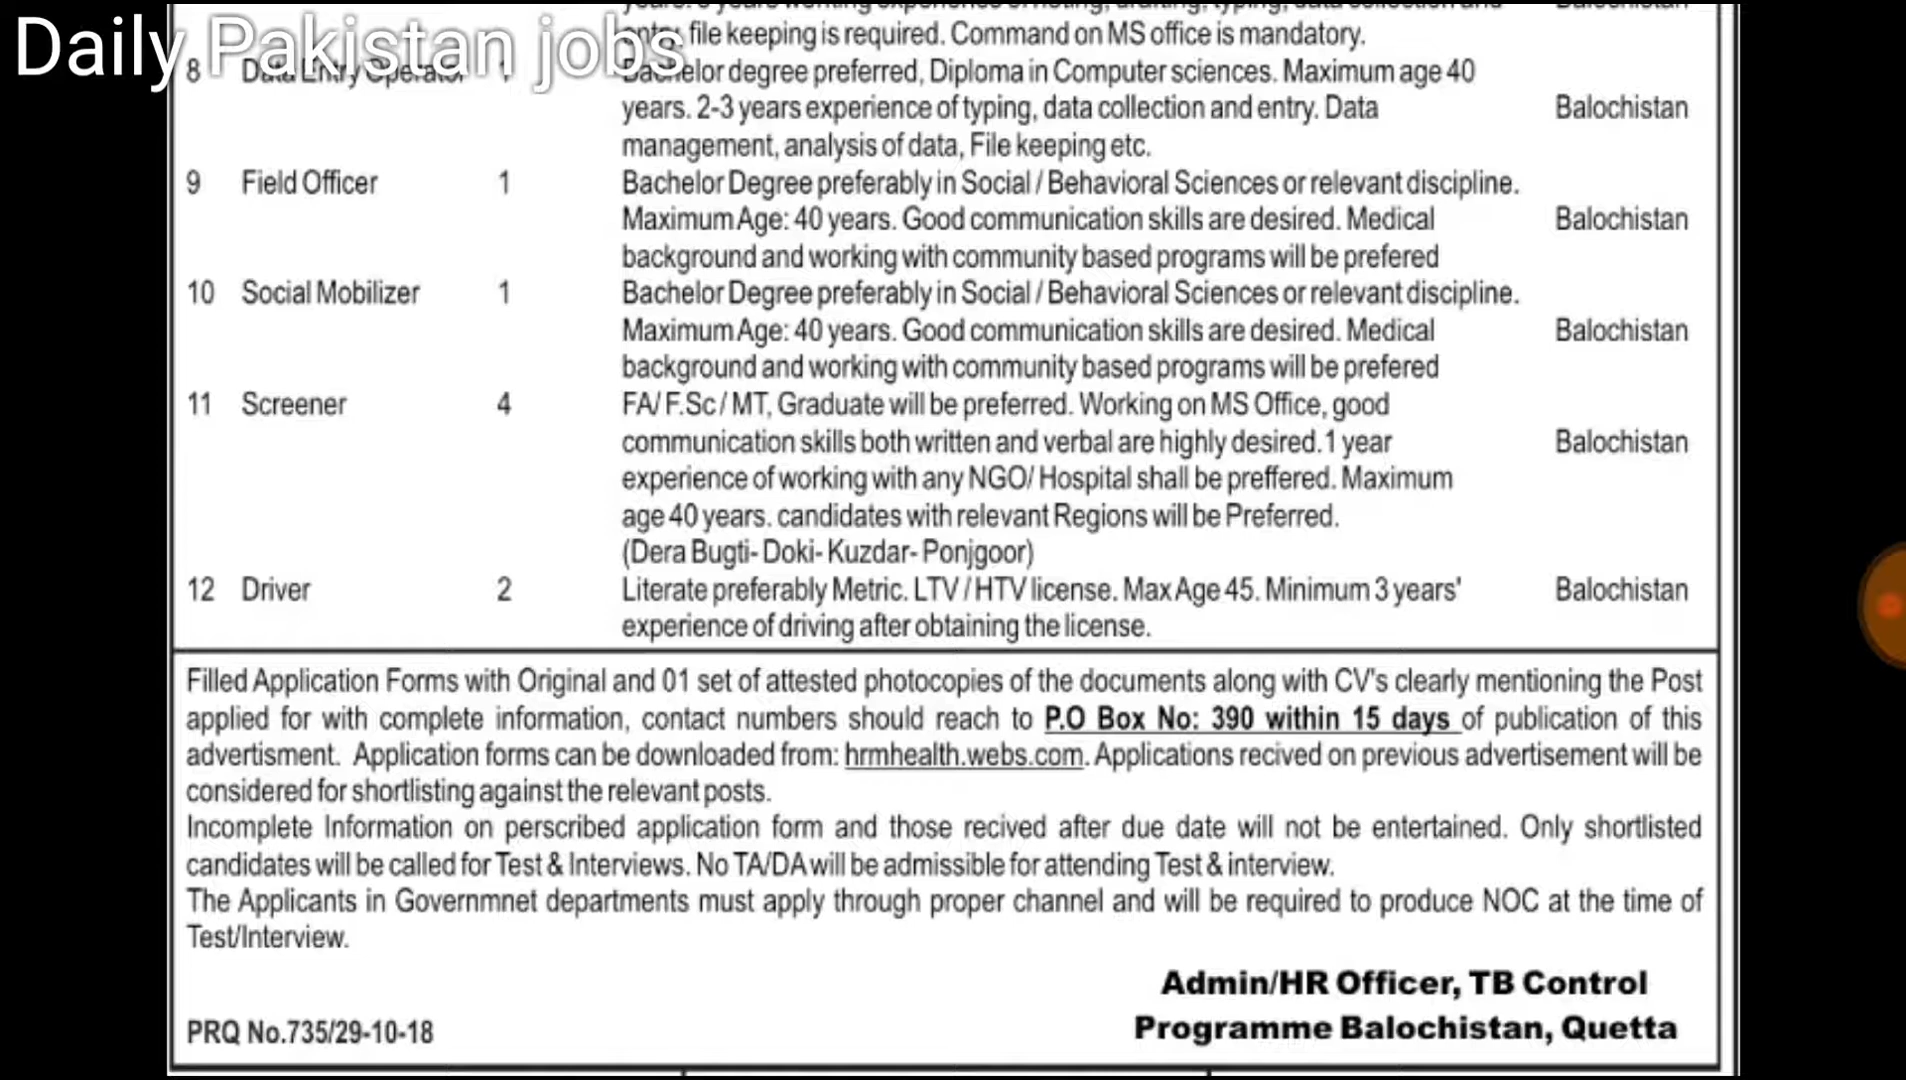 Daily Pakistan jobs
file keeping is required. Command on MS office is mandatory.
8 Data Entry Operator 1 Bachelor degree preferred, Diploma in Computer sciences. Maximum age 40
years. 2-3 years experience of typing, data collection and entry. Data Balochistan
management, analysis of data, File keeping etc.
9 Field Officer 1 Bachelor Degree preferably in Social / Behavioral Sciences or relevant discipline.
Maximum Age: 40 years. Good communication skills are desired. Medical Balochistan
background and working with community based programs will be prefered
10 Social Mobilizer 1 Bachelor Degree preferably in Social / Behavioral Sciences or relevant discipline.
Maximum Age: 40 years. Good communication skills are desired. Medical Balochistan
background and working with community based programs will be prefered
11 Screener 4 FA/ F.Sc / MT, Graduate will be preferred. Working on MS Office, good
communication skills both written and verbal are highly desired.1 year Balochistan
experience of working with any NGO/ Hospital shall be preffered. Maximum
age 40 years. candidates with relevant Regions will be Preferred.
(Dera Bugti- Doki- Kuzdar- Ponjgoor)
12 Driver 2 Literate preferably Metric. LTV / HTV license. Max Age 45. Minimum 3 years' Balochistan
experience of driving after obtaining the license.
Filled Application Forms with Original and 01 set of attested photocopies of the documents along with CV's clearly mentioning the Post
applied for with complete information, contact numbers should reach to P.O Box No: 390 within 15 days of publication of this
advertisment. Application forms can be downloaded from: hrmhealth.webs.com. Applications recived on previous advertisement will be
considered for shortlisting against the relevant posts.
Incomplete Information on perscribed application form and those recived after due date will not be entertained. Only shortlisted
candidates will be called for Test & Interviews. No TA/DA will be admissible for attending Test & interview.
The Applicants in Governmnet departments must apply through proper channel and will be required to produce NOC at the time of
Test/Interview.
Admin/HR Officer, TB Control
Programme Balochistan, Quetta
PRQ No.735/29-10-18